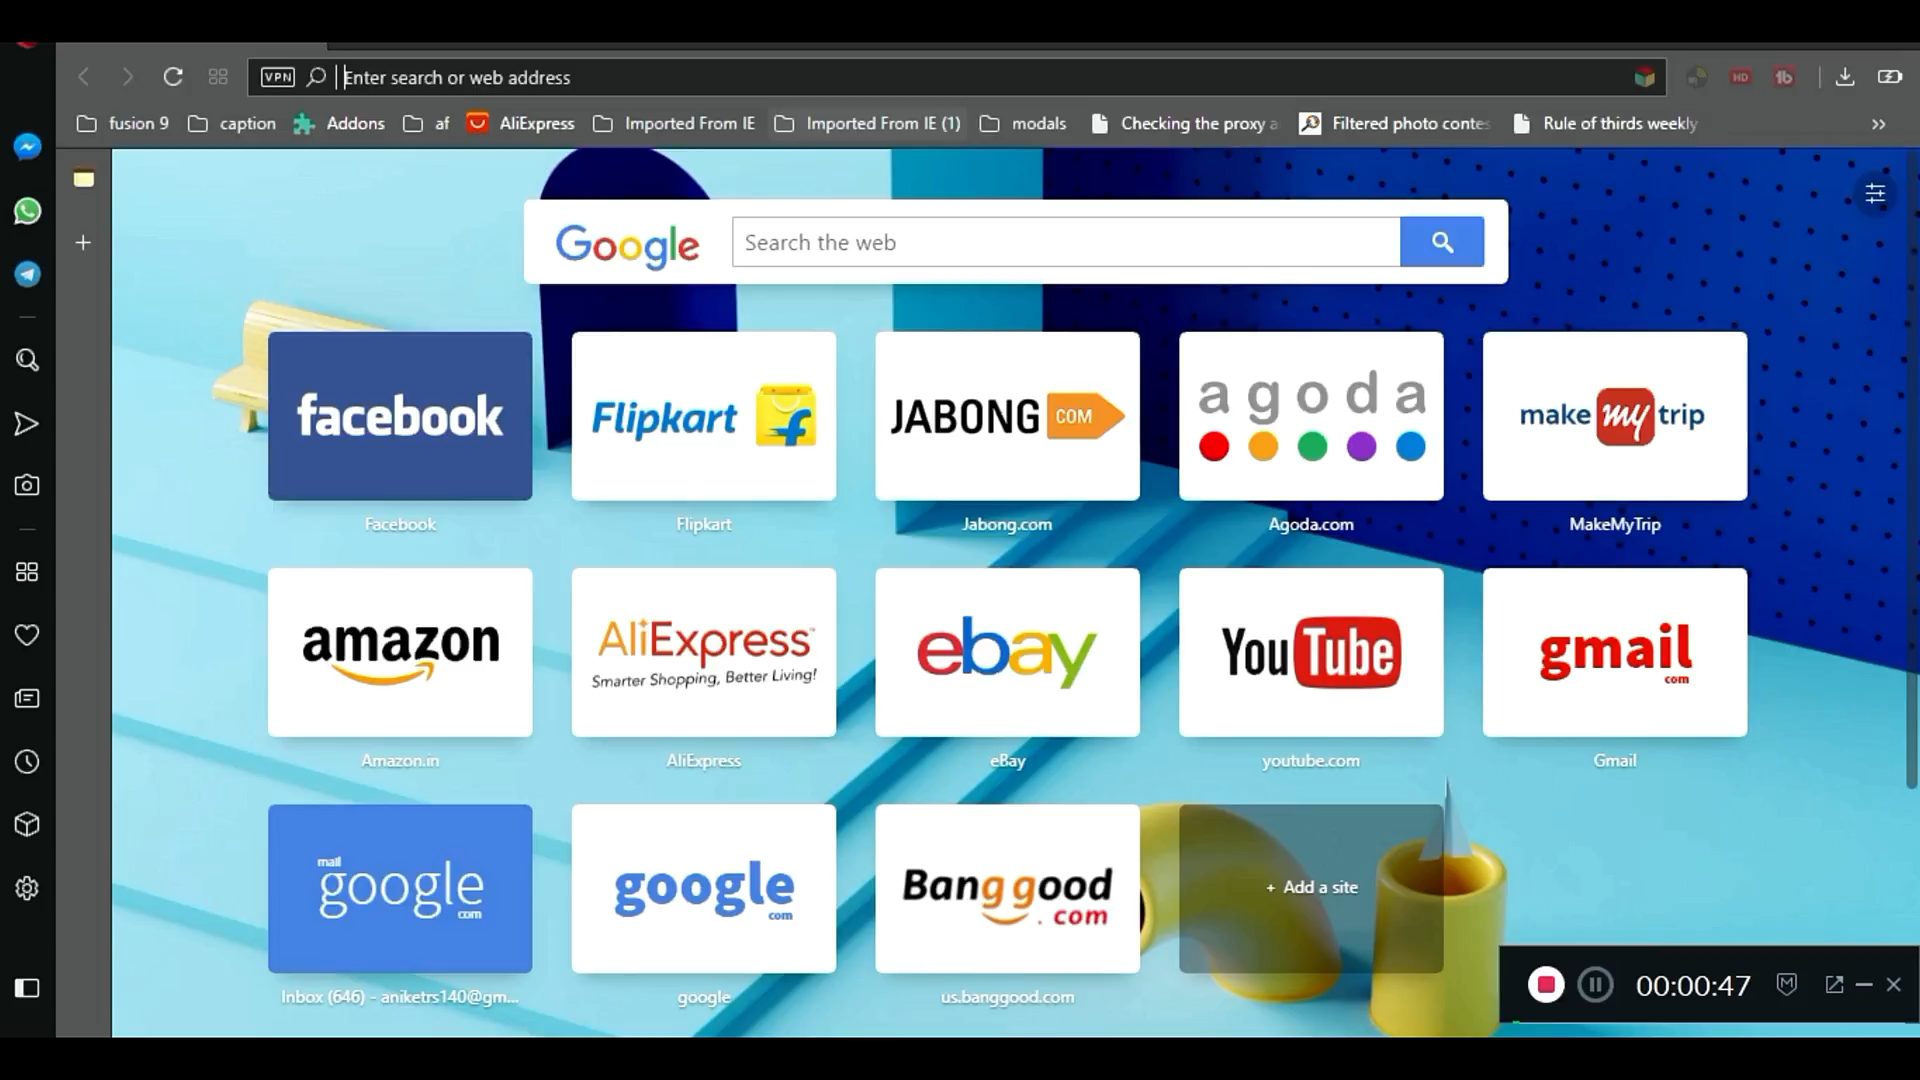 VPN Enter search or web address HD
fusion 9 caption Addons af AliExpress Imported From IE Imported From IE (1) modals Checking the proxy a Filtered photo contes Rule of thirds weekly
Google Search the web
facebook Flipkart JABONG COM agoda make my trip
Facebook Flipkart Jabong.com Agoda.com MakeMyTrip
amazon AliExpress ebay YouTube gmail
Smarter Shopping, Better Living! com
Amazon.in AliExpress eBay youtube.com Gmail
mail
google google Banggood + Add a site
com com .com
Inbox (646) - aniketrs140@gm... google us.banggood.com
00:00:47